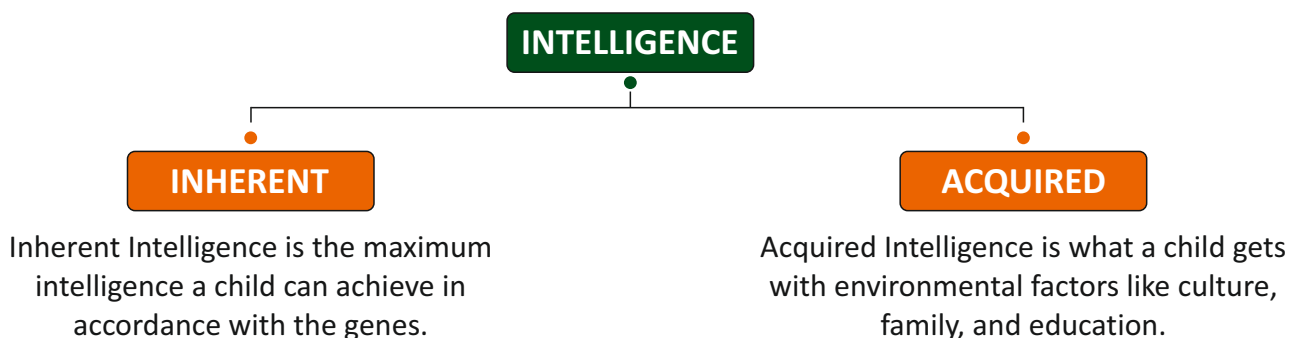 INTELLIGENCE
INHERENT
Inherent Intelligence is the maximum
intelligence a child can achieve in
accordance with the genes.
ACQUIRED
Acquired Intelligence is what a child gets
with environmental factors like culture,
family, and education.